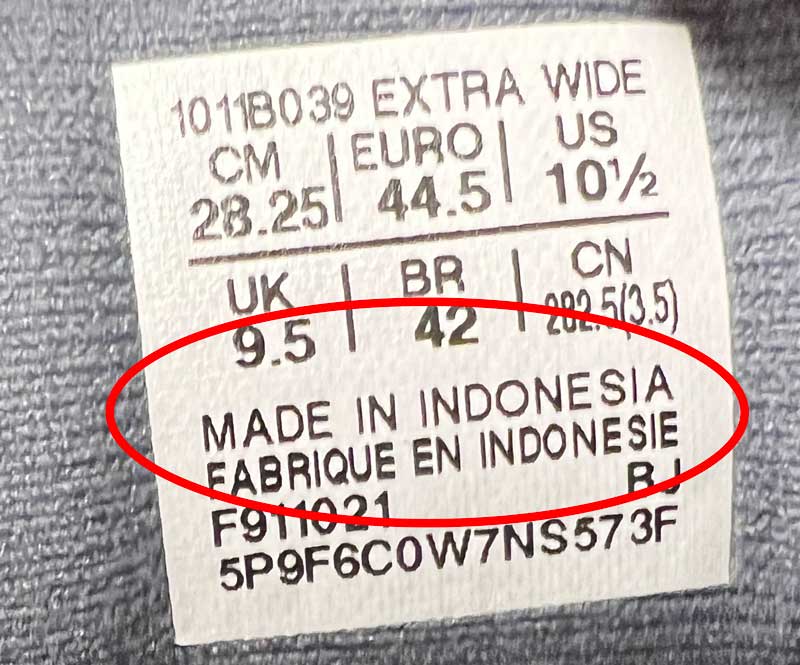 1011B039 EXTRA WIDE
CM EURO US
28.25 44.5 10½
UK BR CN
9.5 42 282.5(3.5)
MADE IN INDONESIA
FABRIQUE EN INDONESIE
BJ
F911021
5P9F6C0W7NS573F